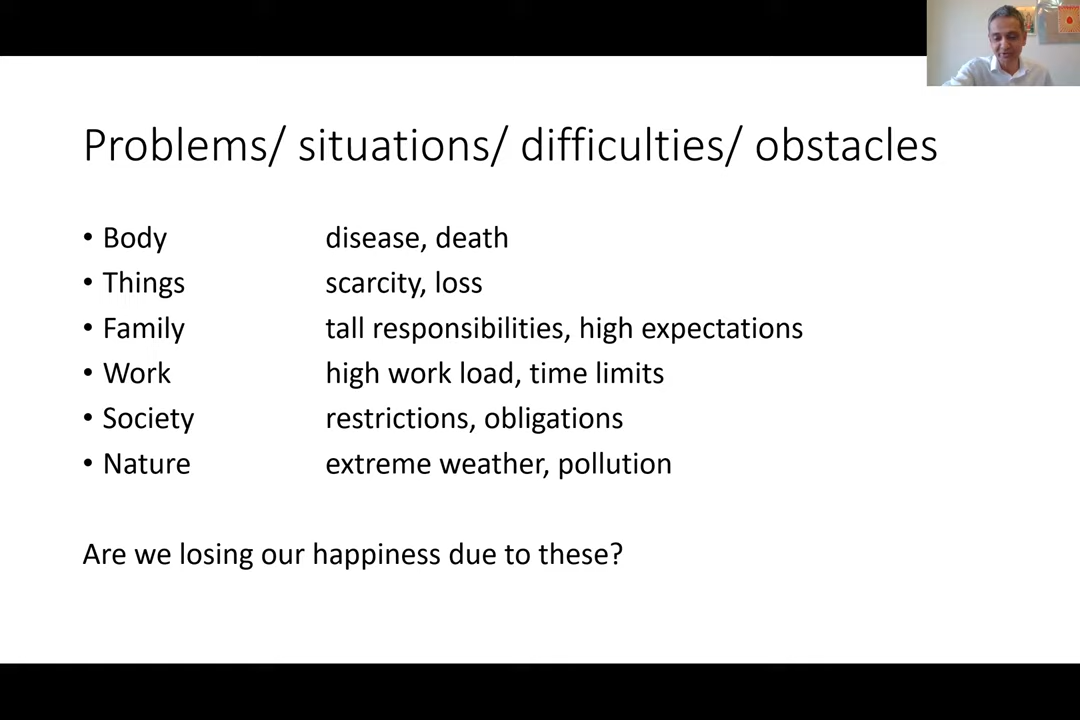 Problems/ situations/ difficulties/ obstacles
• Body disease, death
• Things scarcity, loss
• Family tall responsibilities, high expectations
• Work high work load, time limits
• Society restrictions, obligations
• Nature extreme weather, pollution
Are we losing our happiness due to these?